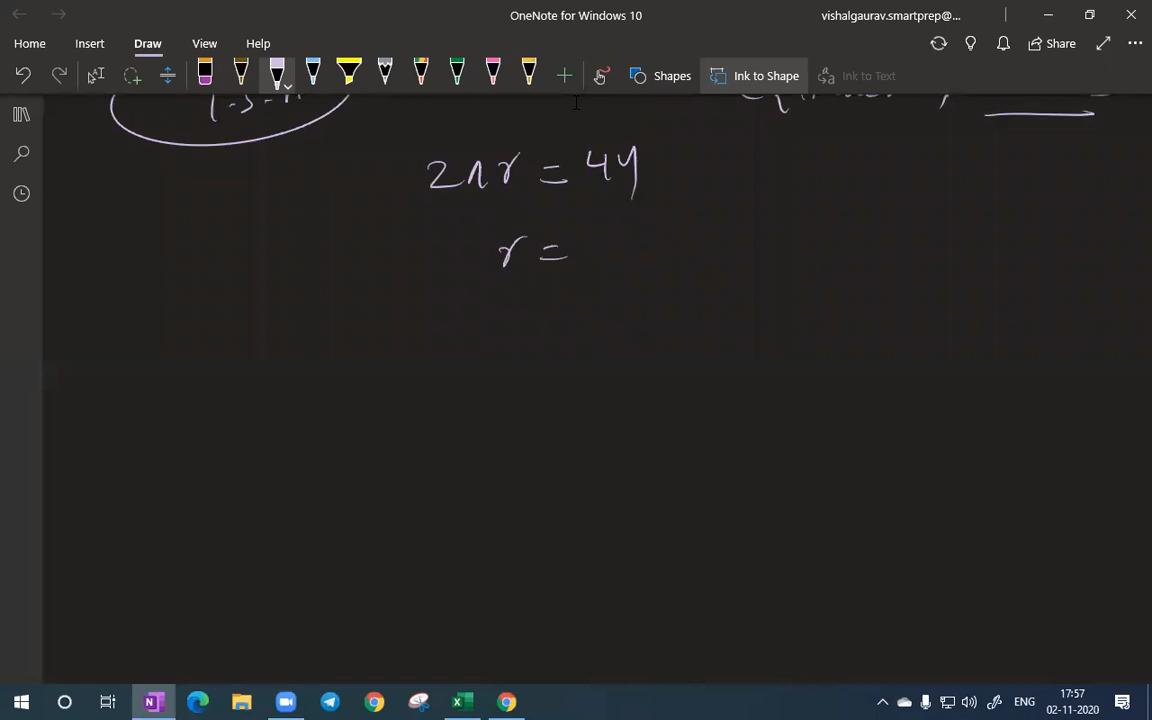 OneNote for Windows 10
vishalgaurav.smartprep@...
Home Insert Draw View Help
Share
Shapes Ink to Shape Ink to Text
2πr = 4y
r =
ENG
17:57
02-11-2020